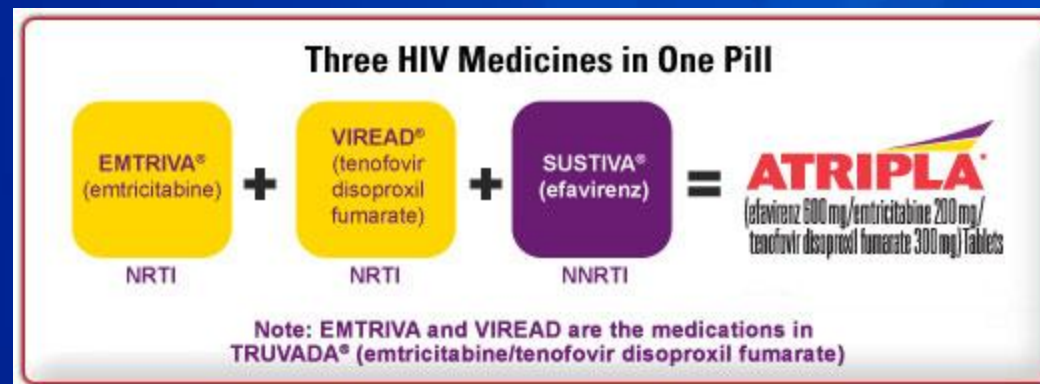 Three HIV Medicines in One Pill
EMTRIVA®
(emtricitabine)
+
VIREAD®
(tenofovir
disoproxil
fumarate)
+
SUSTIVA®
(efavirenz)
=
ATRIPLA®
(efavirenz 600 mg/emtricitabine 200 mg/
tenofovir disoproxil fumarate 300 mg) Tablets
NRTI
NRTI
NNRTI
Note: EMTRIVA and VIREAD are the medications in
TRUVADA® (emtricitabine/tenofovir disoproxil fumarate)